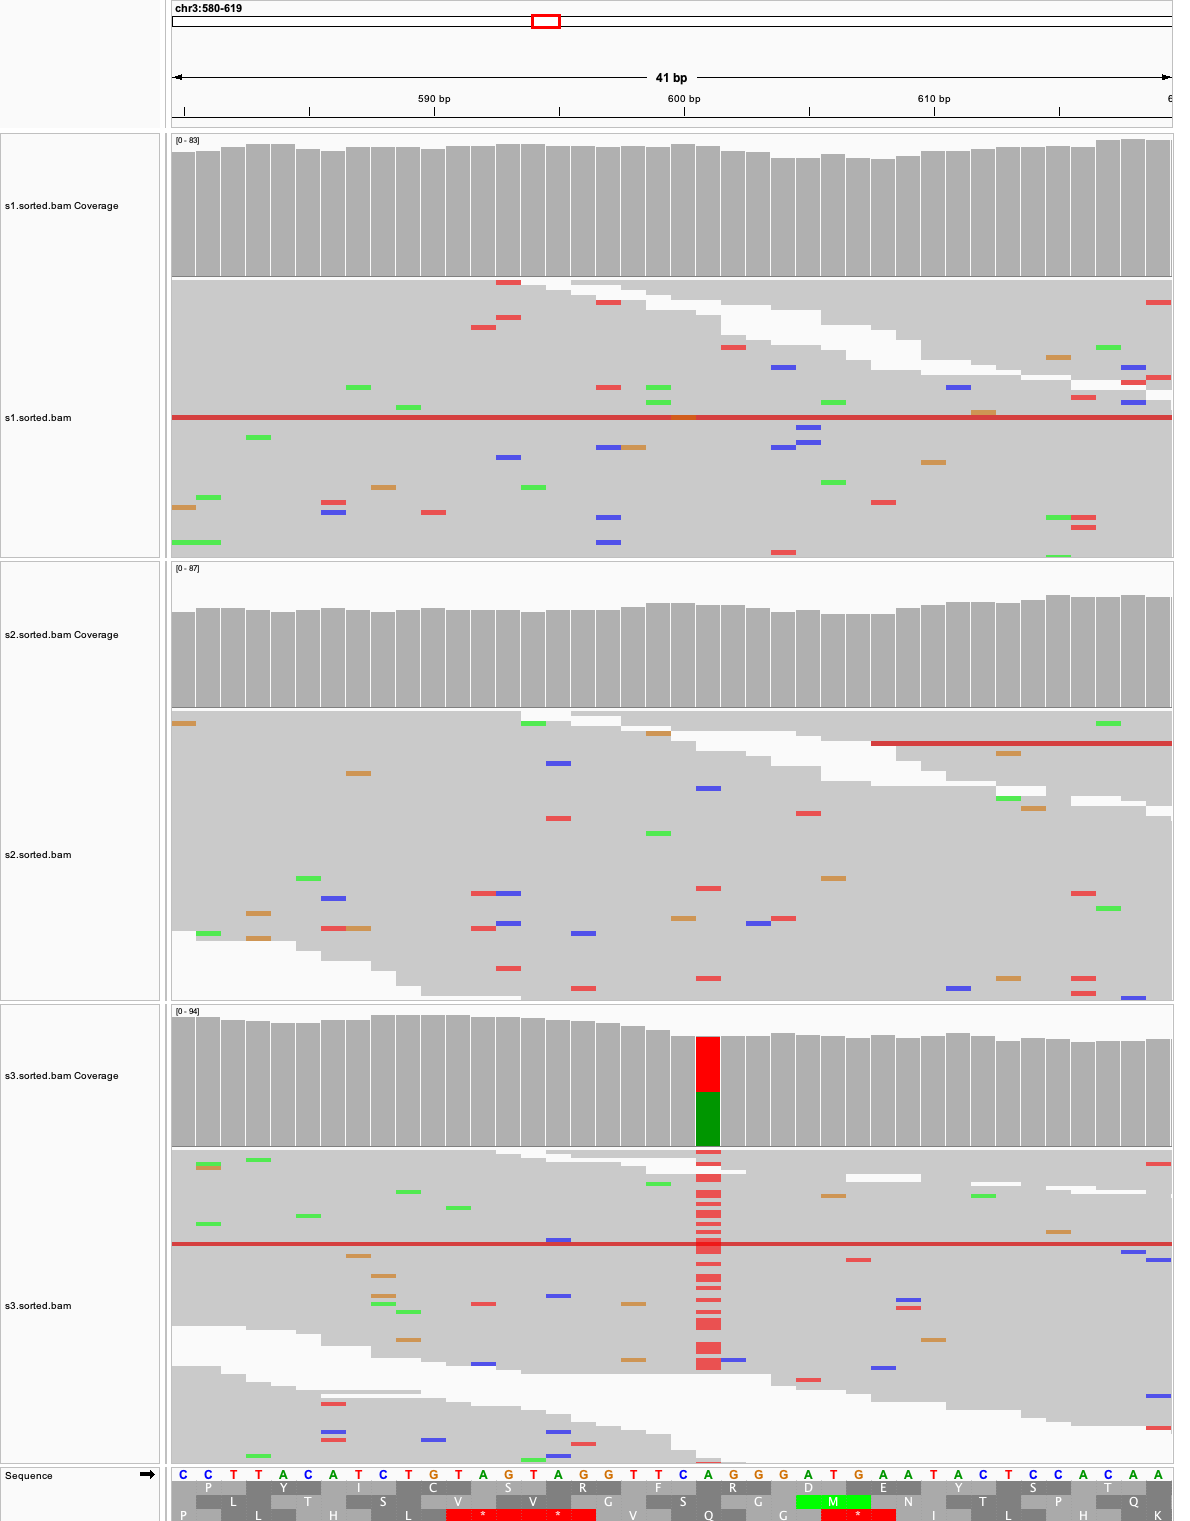 chr3:580-619
41 bp
590 bp 600 bp 610 bp 6
[0 - 83]
s1.sorted.bam Coverage
s1.sorted.bam
[0 - 87]
s2.sorted.bam Coverage
s2.sorted.bam
[0 - 94]
s3.sorted.bam Coverage
s3.sorted.bam
Sequence C C T T A C A T C T G T A G T A G G T T C A G G G A T G A A T A C T C C A C A A
P Y I C S R F R D E Y S T
L T S V V G S G M N T P Q
P L H L * * V Q G * I L H K